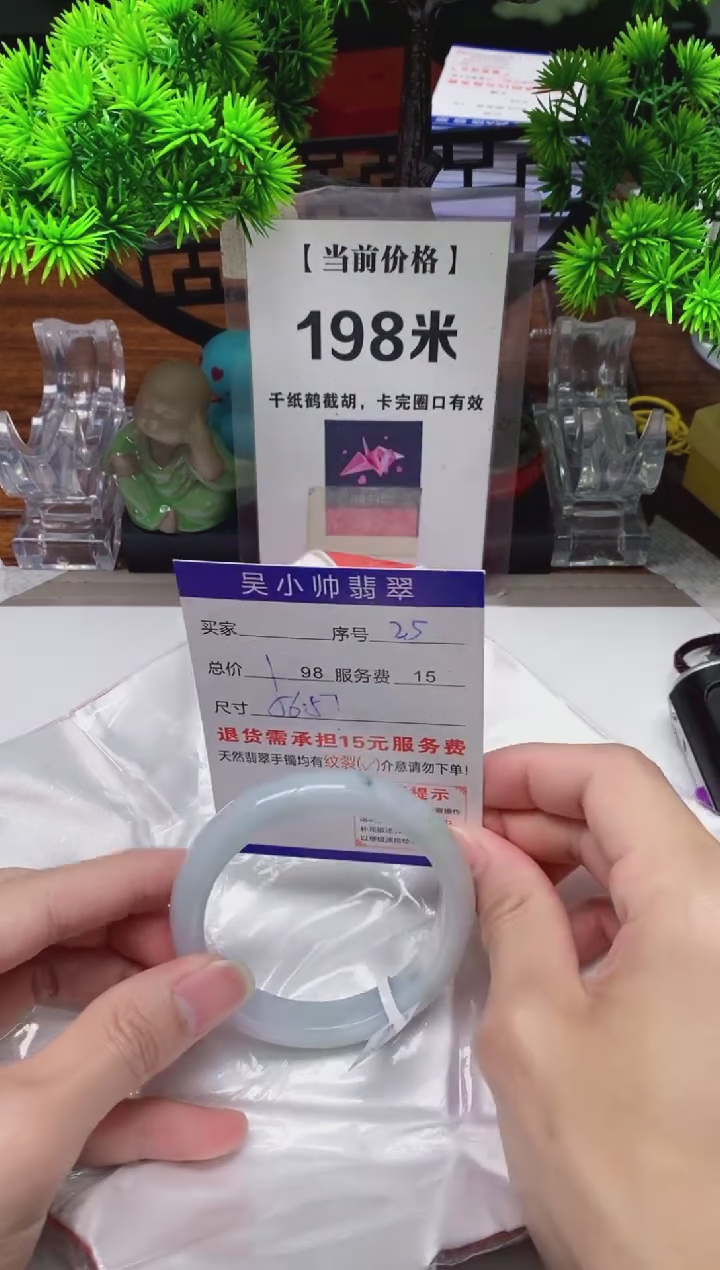 【当前价格】
198米
千纸鹤截胡，卡完圈口有效
吴小帅翡翠
买家 序号 25
总价 198 服务费 15
尺寸 56.57
退货需承担15元服务费
天然翡翠手镯均有纹裂(✓)介意请勿下单！
提示